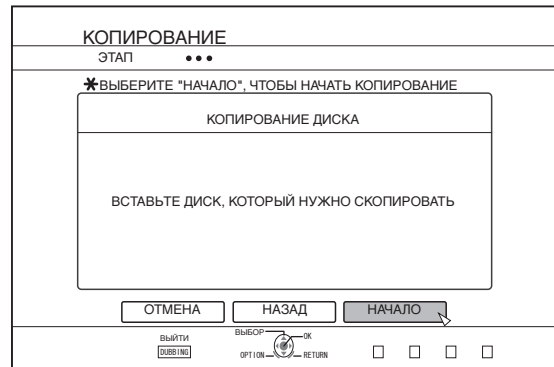 КОПИРОВАНИЕ
ЭТАП
*ВЫБЕРИТЕ "НАЧАЛО", ЧТОБЫ НАЧАТЬ КОПИРОВАНИЕ
КОПИРОВАНИЕ ДИСКА
ВСТАВЬТЕ ДИСК, КОТОРЫЙ НУЖНО СКОПИРОВАТЬ
ОТМЕНА НАЗАД НАЧАЛО
ВЫЙТИ ВЫБОР OK
DUBBING OPTION RETURN